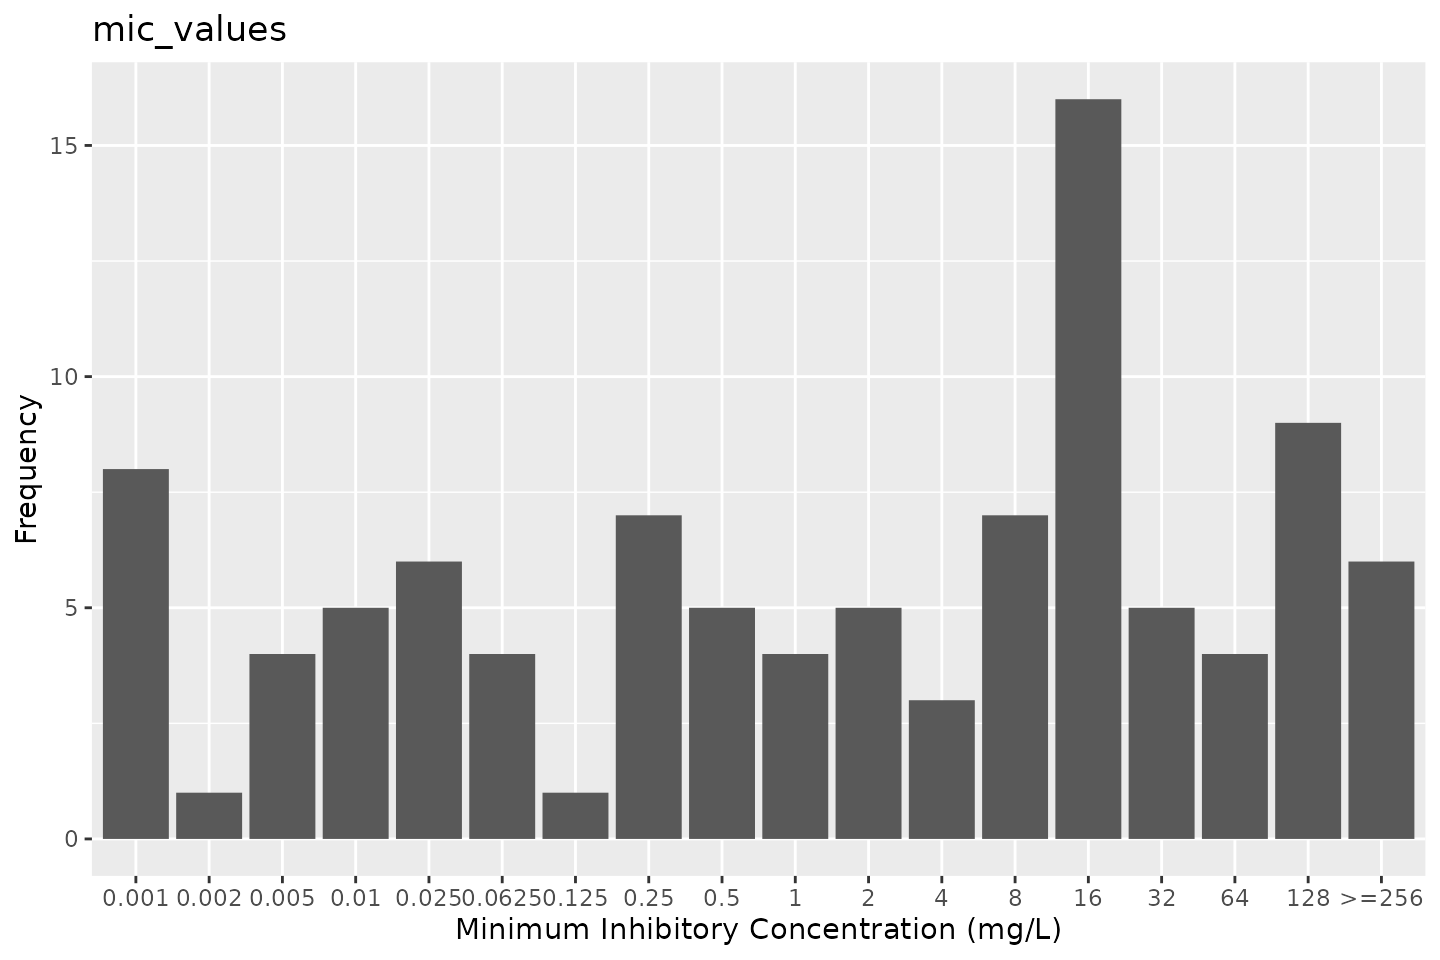 mic_values
Frequency
15
10
5
0
0.001 0.002 0.005 0.01 0.025 0.0625 0.125 0.25 0.5 1 2 4 8 16 32 64 128 >=256
Minimum Inhibitory Concentration (mg/L)